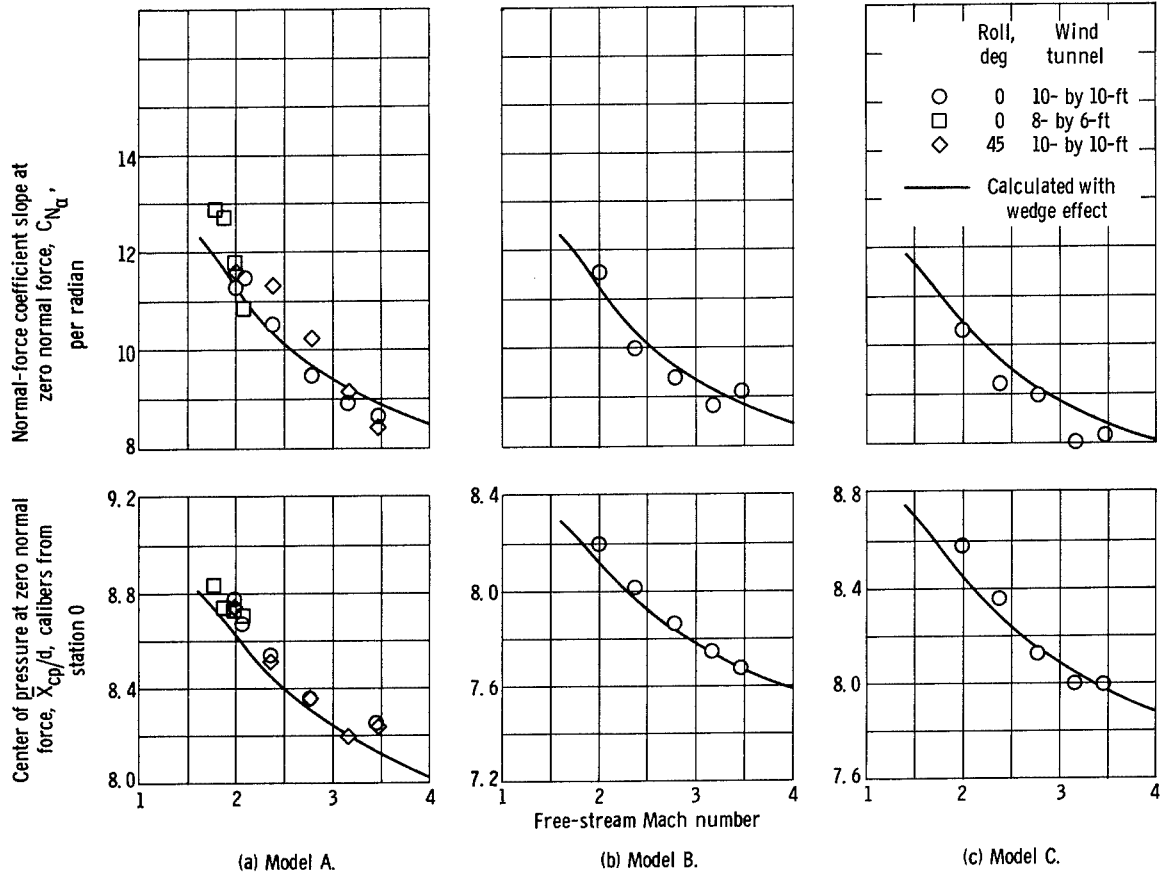 Roll, Wind
deg tunnel
0 10- by 10-ft
0 8- by 6-ft
45 10- by 10-ft
Calculated with
wedge effect
Normal-force coefficient slope at
zero normal force, C_Nα,
per radian
14
12
10
8
Center of pressure at zero normal
force, X̅cp/d, calibers from
station 0
9.2
8.8
8.4
8.0
8.4
8.0
7.6
7.2
8.8
8.4
8.0
7.6
1 2 3 4 1 2 3 4 1 2 3 4
Free-stream Mach number
(a) Model A. (b) Model B. (c) Model C.